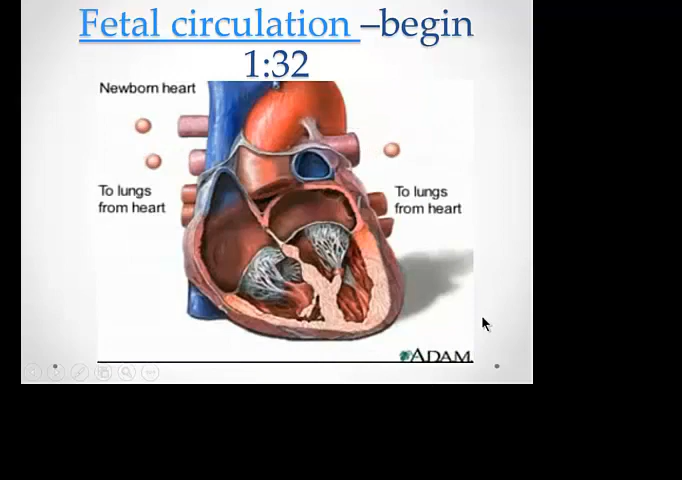 Fetal circulation –begin
1:32
Newborn heart
To lungs
from heart
To lungs
from heart
ADAM